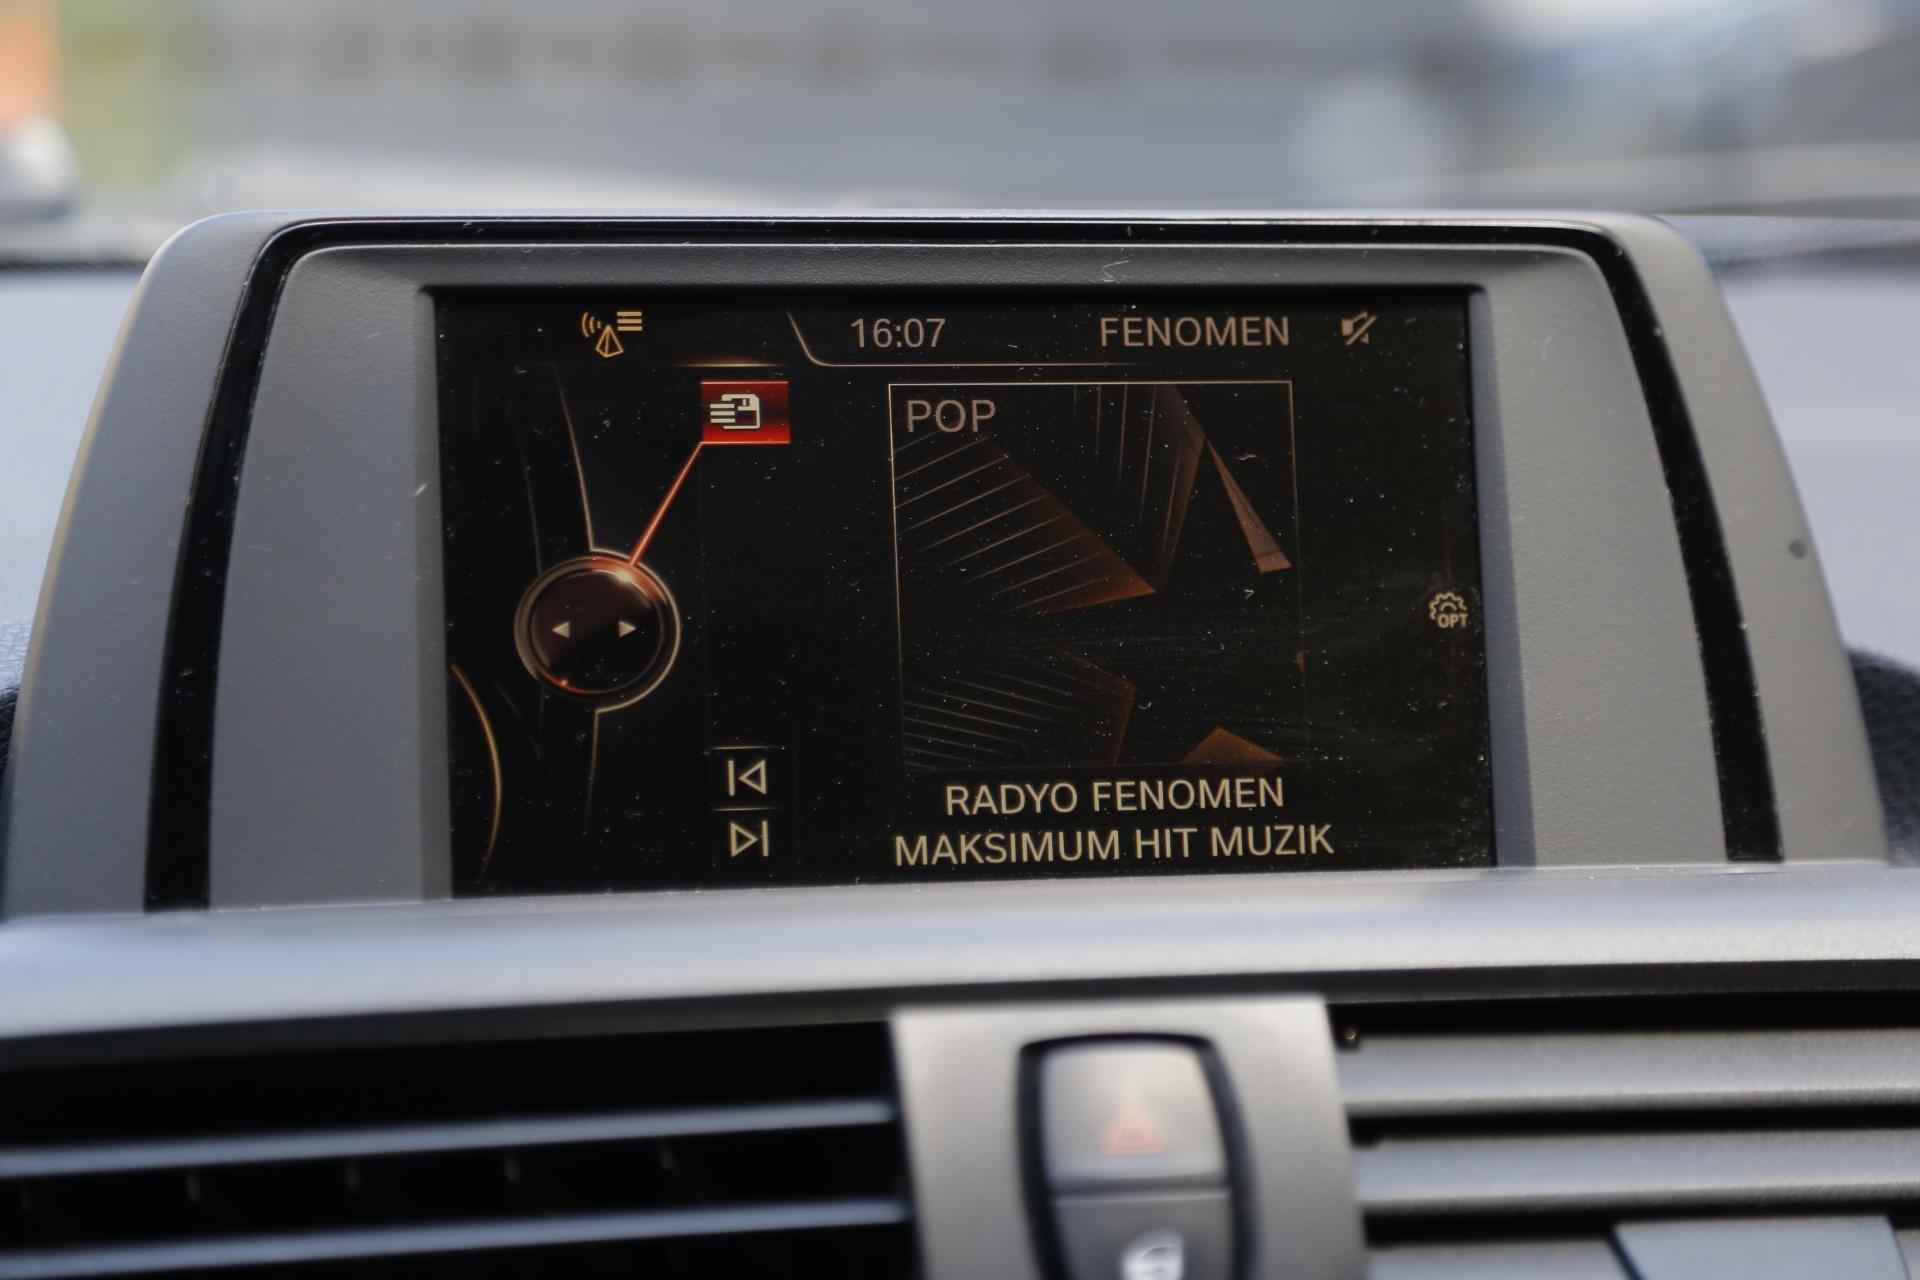 16:07 FENOMEN
POP
OPT
RADYO FENOMEN
MAKSIMUM HIT MUZIK